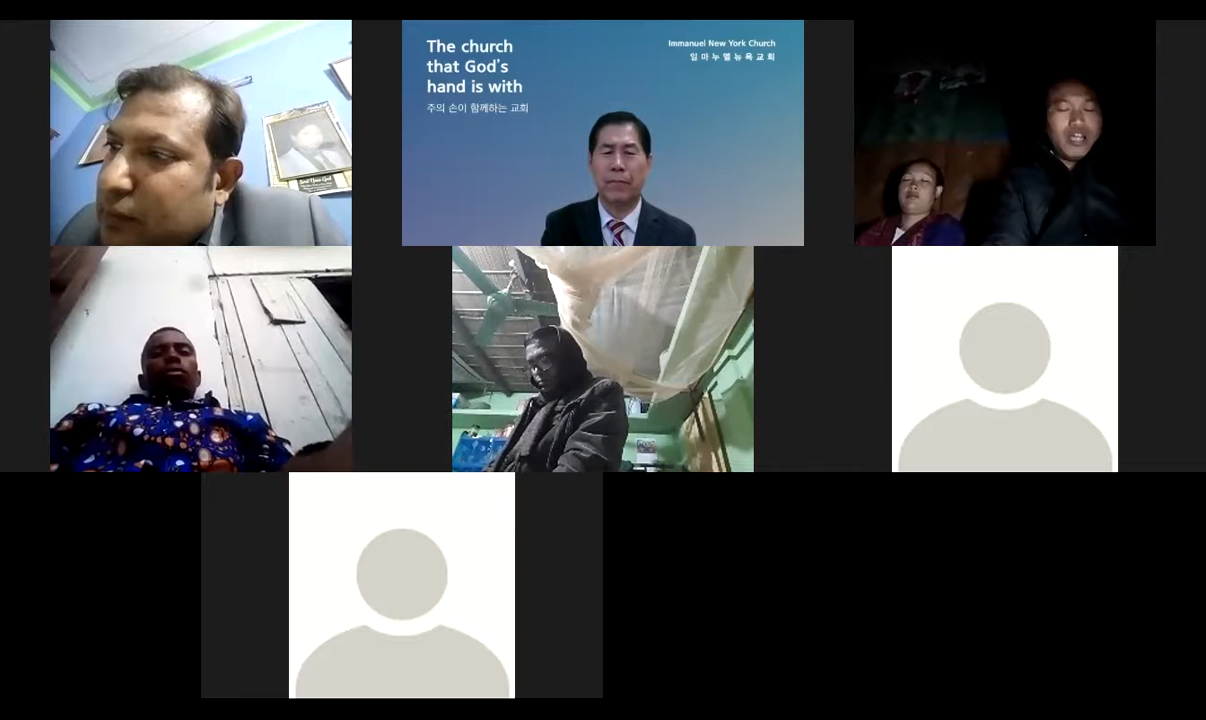 The church
that God's
hand is with
주의 손이 함께하는 교회
Immanuel New York Church
임마누엘뉴욕교회